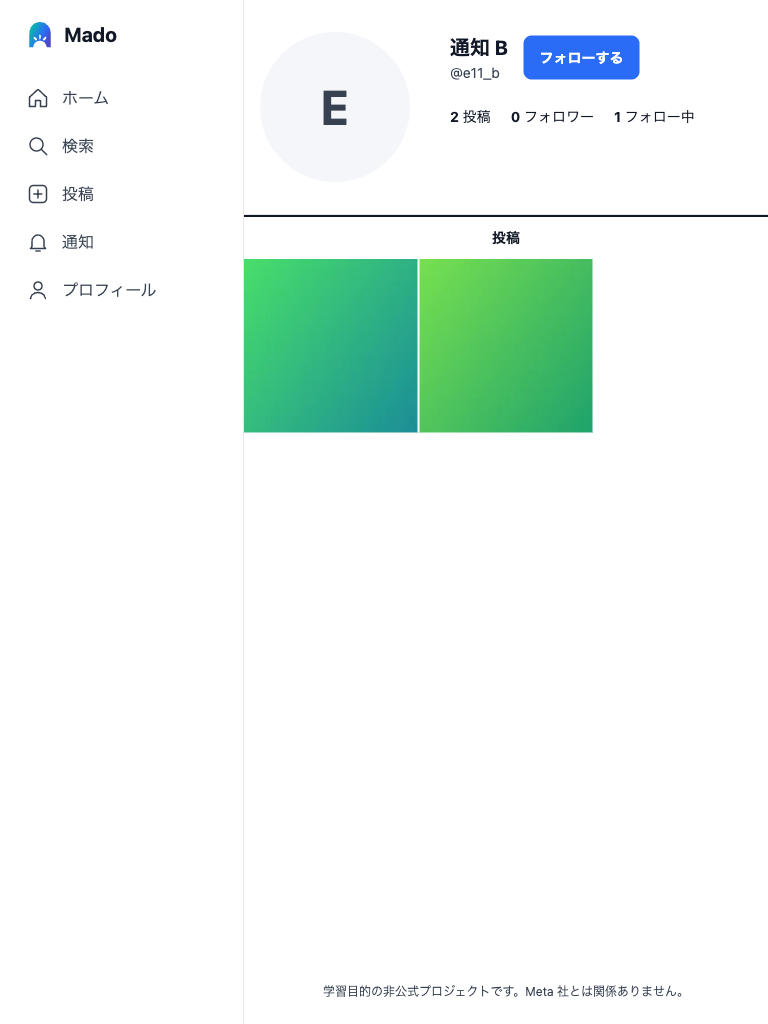 Mado
ホーム
検索
投稿
通知
プロフィール
E
通知 B
@e11_b
フォローする
2 投稿 0 フォロワー 1 フォロー中
投稿
学習目的の非公式プロジェクトです。Meta 社とは関係ありません。